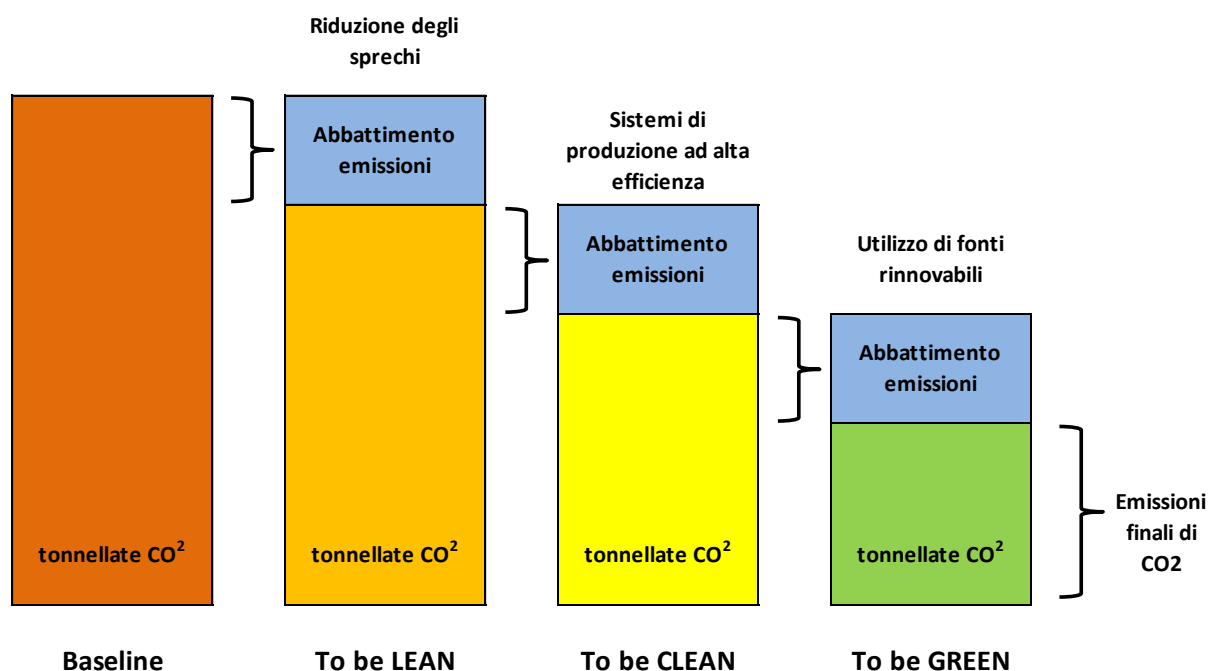 Riduzione degli
sprechi
Abbattimento
emissioni
Sistemi di
produzione ad alta
efficienza
Abbattimento
emissioni
Utilizzo di fonti
rinnovabili
Abbattimento
emissioni
tonnellate CO²
tonnellate CO²
tonnellate CO²
tonnellate CO²
Emissioni
finali di
CO2
Baseline
To be LEAN
To be CLEAN
To be GREEN